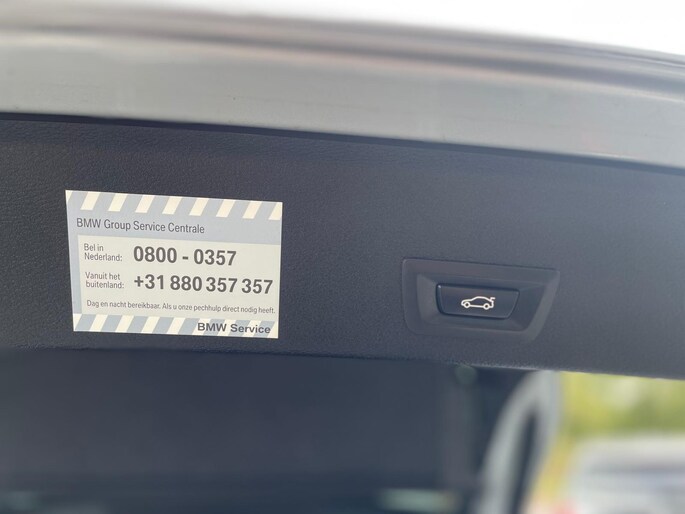 BMW Group Service Centrale
Bel in
Nederland: 0800 - 0357
Vanuit het
buitenland: +31 880 357 357
Dag en nacht bereikbaar. Als u onze pechhulp direct nodig heeft.
BMW Service